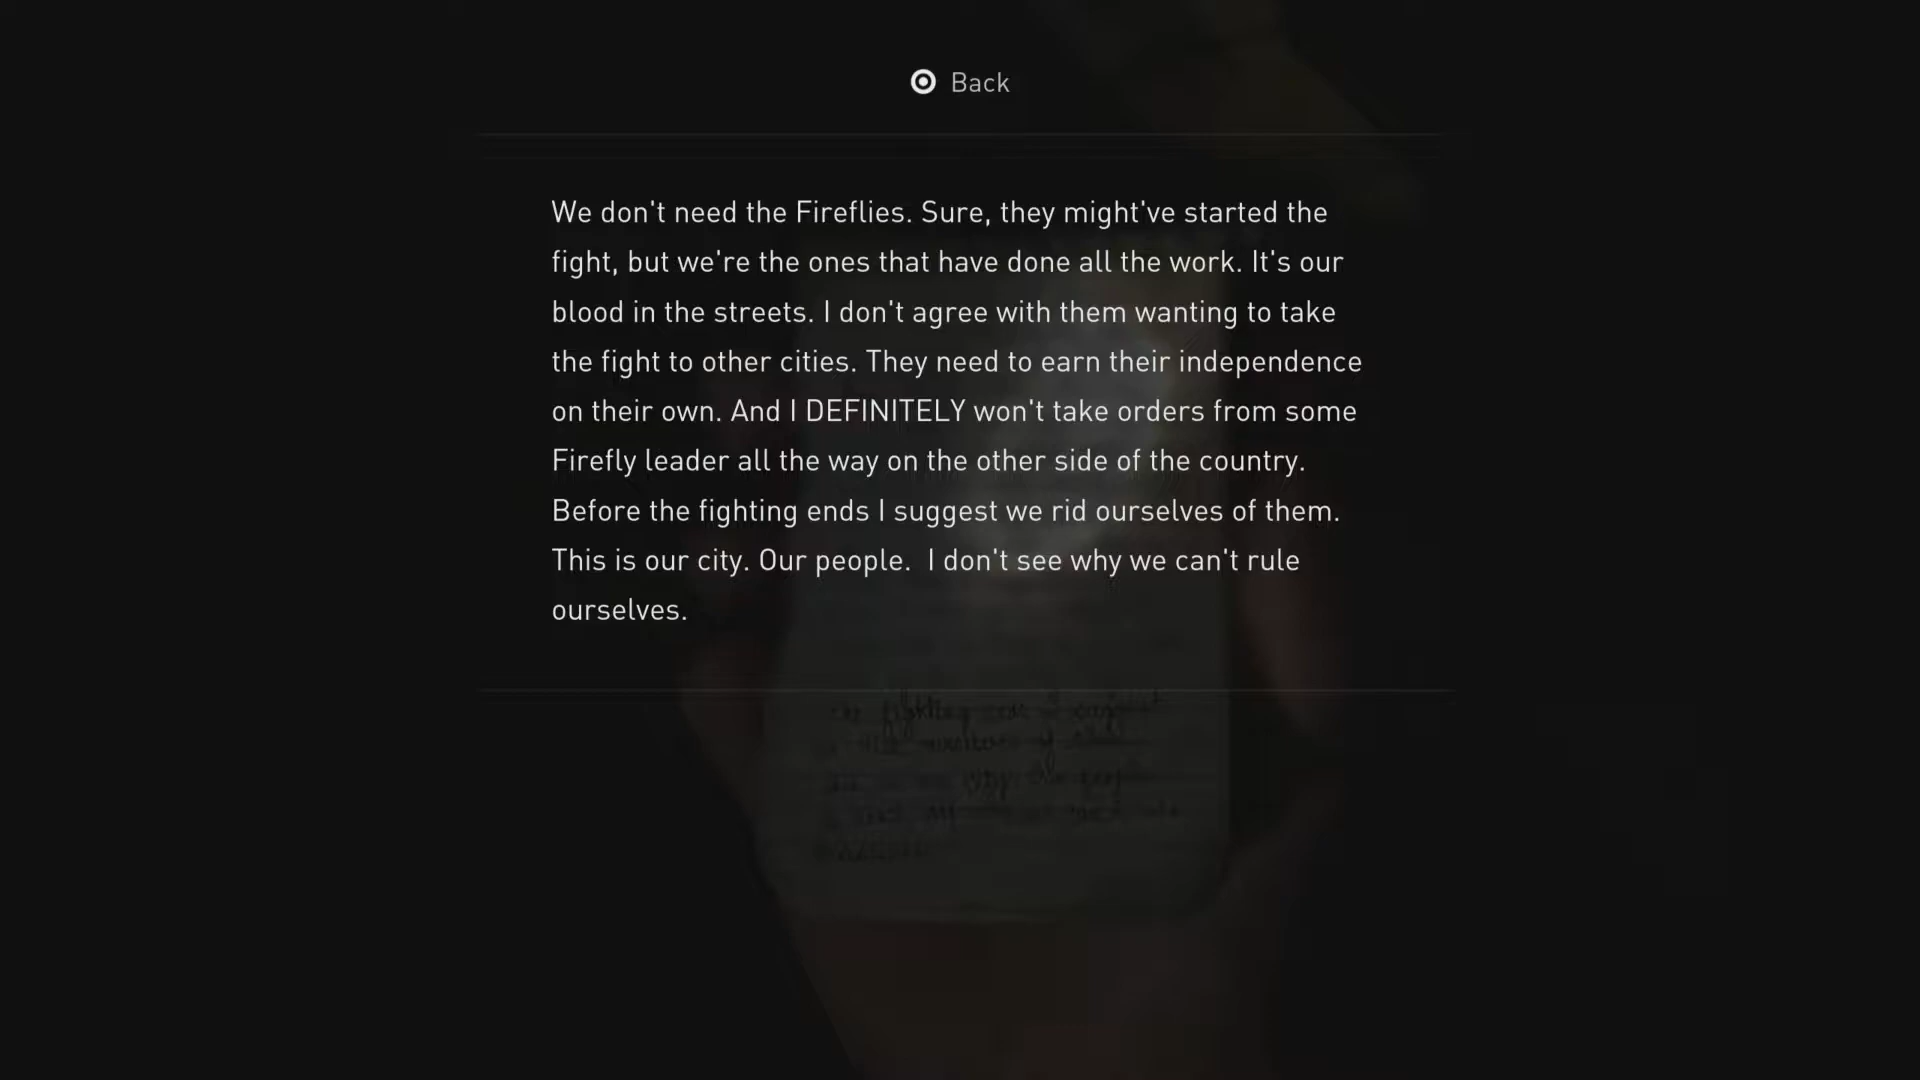 Back
We don't need the Fireflies. Sure, they might've started the
fight, but we're the ones that have done all the work. It's our
blood in the streets. I don't agree with them wanting to take
the fight to other cities. They need to earn their independence
on their own. And I DEFINITELY won't take orders from some
Firefly leader all the way on the other side of the country.
Before the fighting ends I suggest we rid ourselves of them.
This is our city. Our people.  I don't see why we can't rule
ourselves.